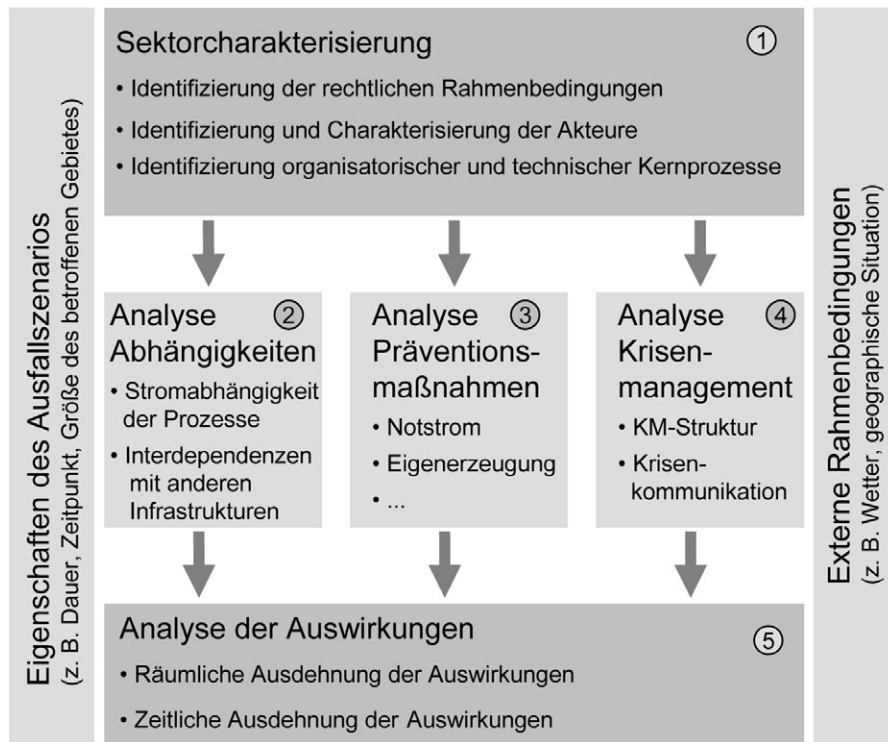 Eigenschaften des Ausfallszenarios
(z. B. Dauer, Zeitpunkt, Größe des betroffenen Gebietes)
Sektorcharakterisierung
1
• Identifizierung der rechtlichen Rahmenbedingungen
• Identifizierung und Charakterisierung der Akteure
• Identifizierung organisatorischer und technischer Kernprozesse
Analyse 2
Abhängigkeiten
• Stromabhängigkeit
der Prozesse
• Interdependenzen
mit anderen
Infrastrukturen
Analyse 3
Präventions-
maßnahmen
• Notstrom
• Eigenerzeugung
• ...
Analyse 4
Krisen-
management
• KM-Struktur
• Krisen-
kommunikation
Analyse der Auswirkungen
5
• Räumliche Ausdehnung der Auswirkungen
• Zeitliche Ausdehnung der Auswirkungen
Externe Rahmenbedingungen
(z. B. Wetter, geographische Situation)